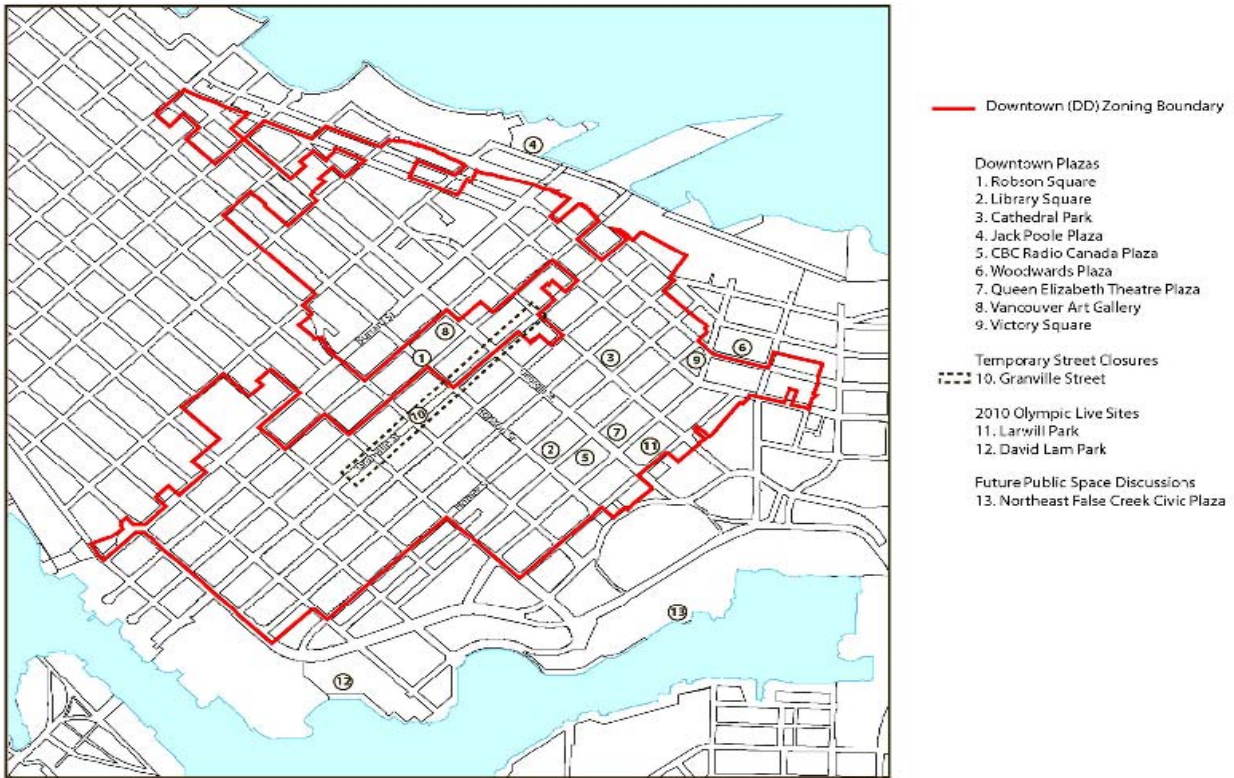 Downtown (DD) Zoning Boundary
Downtown Plazas
1. Robson Square
2. Library Square
3. Cathedral Park
4. Jack Poole Plaza
5. CBC Radio Canada Plaza
6. Woodwards Plaza
7. Queen Elizabeth Theatre Plaza
8. Vancouver Art Gallery
9. Victory Square
Temporary Street Closures
10. Granville Street
2010 Olympic Live Sites
11. Larwill Park
12. David Lam Park
Future Public Space Discussions
13. Northeast False Creek Civic Plaza
4
8
1
3
9
6
10
2
5
7
11
13
12